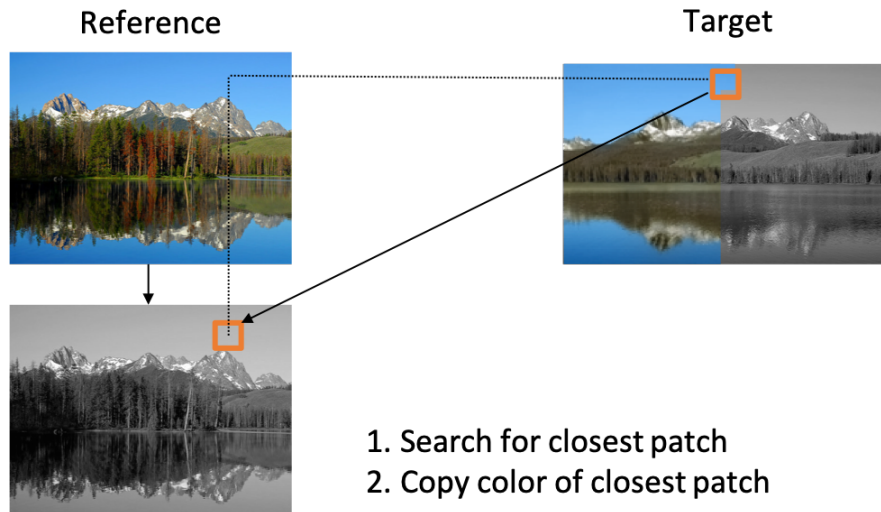 Reference
Target
1. Search for closest patch
2. Copy color of closest patch